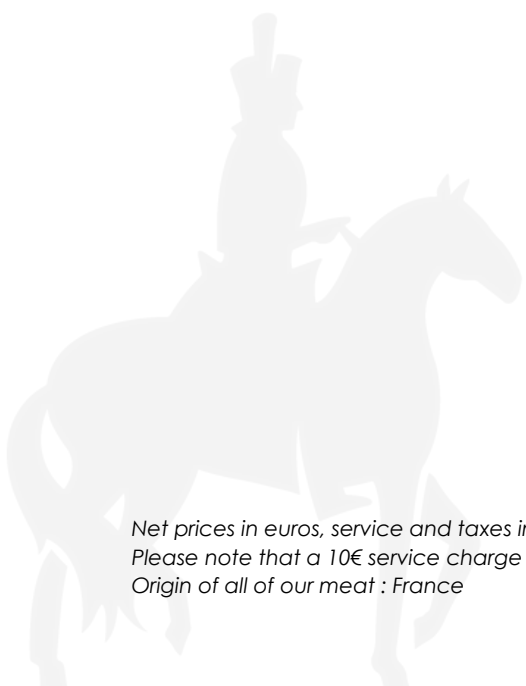 Net prices in euros, service and taxes
Please note that a 10€ service charge
Origin of all of our meat : France